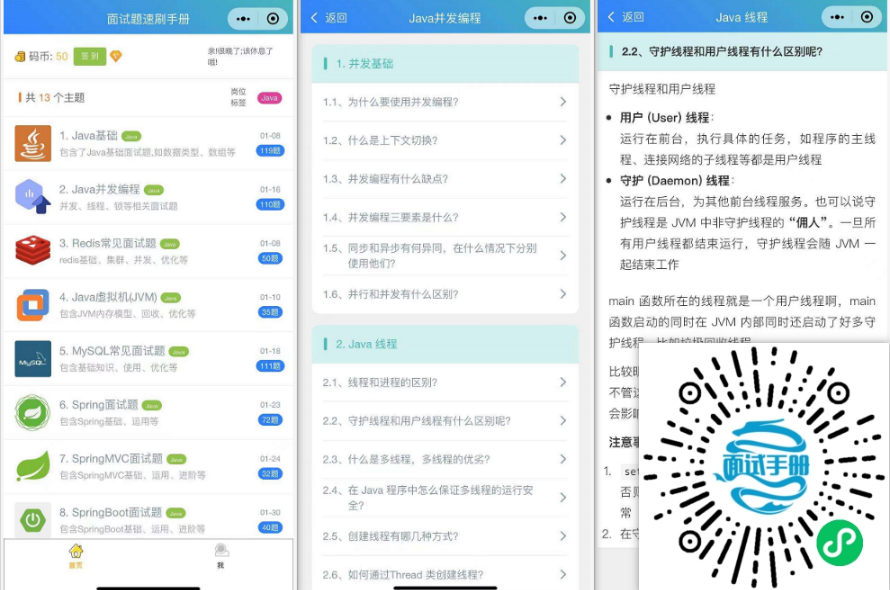 面试题速刷手册
码币: 50
签到
亲!很晚了;该休息了
哦!
共 13 个主题
岗位
标签
Java
1. Java基础
Java
01-08
包含了Java基础面试题,如数据类型、数组等
119题
2. Java并发编程
Java
01-16
并发、线程、锁等相关面试题
110题
3. Redis常见面试题
Java
01-08
redis基础、集群、并发、优化等
50题
4. Java虚拟机(JVM)
Java
01-10
包含JVM内存模型、回收、优化等
35题
5. MySQL常见面试题
Java
01-18
包含基础知识、使用、优化等
111题
MySQL
6. Spring面试题
Java
01-23
包含Spring基础、运用等
72题
7. SpringMVC面试题
Java
01-24
包含SpringMVC基础、运用、进阶等
32题
8. SpringBoot面试题
Java
01-30
包含SpringBoot基础、运用、进阶等
40题
首页
我
返回
Java并发编程
1. 并发基础
1.1、为什么要使用并发编程?
1.2、什么是上下文切换?
1.3、并发编程有什么缺点?
1.4、并发编程三要素是什么?
1.5、同步和异步有何异同，在什么情况下分别
使用他们?
1.6、并行和并发有什么区别?
2. Java 线程
2.1、线程和进程的区别?
2.2、守护线程和用户线程有什么区别呢?
2.3、什么是多线程，多线程的优劣?
2.4、在 Java 程序中怎么保证多线程的运行安
全?
2.5、创建线程有哪几种方式?
2.6、如何通过Thread 类创建线程?
返回
Java 线程
2.2、守护线程和用户线程有什么区别呢?
守护线程和用户线程
用户 (User) 线程:
运行在前台，执行具体的任务，如程序的主线
程、连接网络的子线程等都是用户线程
守护 (Daemon) 线程:
运行在后台，为其他前台线程服务。也可以说守
护线程是 JVM 中非守护线程的 “佣人”。一旦所
有用户线程都结束运行，守护线程会随 JVM 一
起结束工作
main 函数所在的线程就是一个用户线程啊，main
函数启动的同时在 JVM 内部同时还启动了好多守
护线程，比如垃圾回收线程
比较明
不管这
会影响
注意事
1. set
否则
常
2. 在守
面试手册